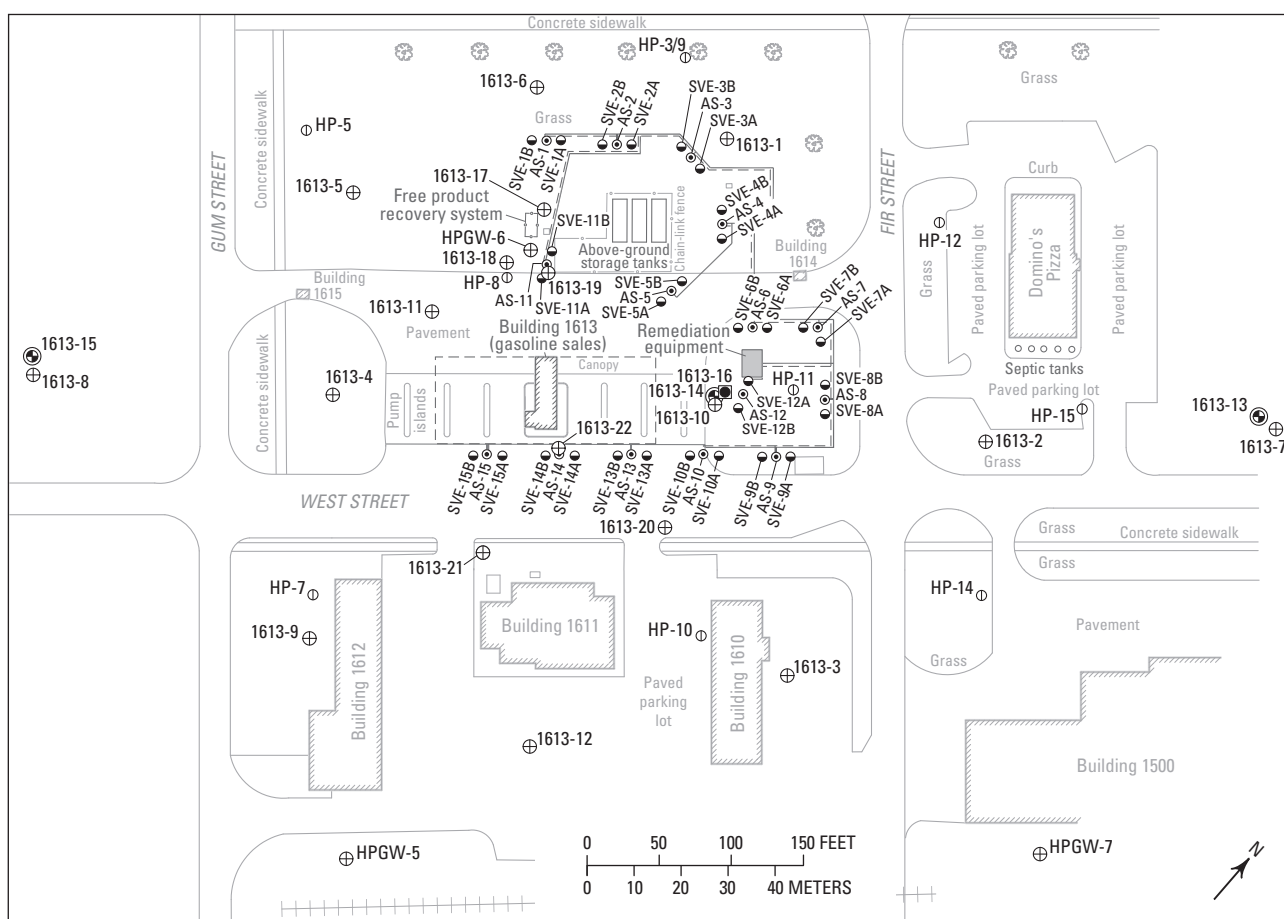 Concrete sidewalk
HP-3/9
1613-6
SVE-2B
AS-2
SVE-2A
SVE-3B
AS-3
SVE-3A
Grass
Grass
HP-5
1613-1
Concrete sidewalk
GUM STREET
FIR STREET
SVE-1B
AS-1
SVE-1A
1613-17
1613-5
Free product
recovery system
SVE-11B
Chain-link fence
SVE-4B
AS-4
SVE-4A
Curb
HP-12
Domino's
Pizza
HPGW-6
1613-18
HP-8
Above-ground
storage tanks
1613-19
Building
1614
Grass
Paved parking lot
Paved parking lot
Building
1615
AS-11
SVE-11A
SVE-5B
AS-5
SVE-5A
SVE-6B
AS-6
SVE-6A
SVE-7B
AS-7
SVE-7A
1613-11
Pavement
Building 1613
(gasoline sales)
Remediation
equipment
1613-15
1613-8
Canopy
Septic tanks
Paved parking lot
1613-4
Concrete sidewalk
Pump
islands
1613-16
1613-14
1613-10
HP-11
SVE-12A
AS-12
SVE-12B
SVE-8B
AS-8
SVE-8A
HP-15
1613-13
1613-7
1613-2
Grass
1613-22
SVE-15B
AS-15
SVE-15A
SVE-14B
AS-14
SVE-14A
SVE-13B
AS-13
SVE-13A
SVE-10B
AS-10
SVE-10A
SVE-9B
AS-9
SVE-9A
WEST STREET
1613-20
Grass
Concrete sidewalk
Grass
1613-21
HP-7
1613-9
Building 1612
Building 1611
HP-10
Building 1610
1613-3
HP-14
Pavement
Grass
Paved
parking
lot
1613-12
Building 1500
HPGW-5
HPGW-7
0 50 100 150 FEET
0 10 20 30 40 METERS
N